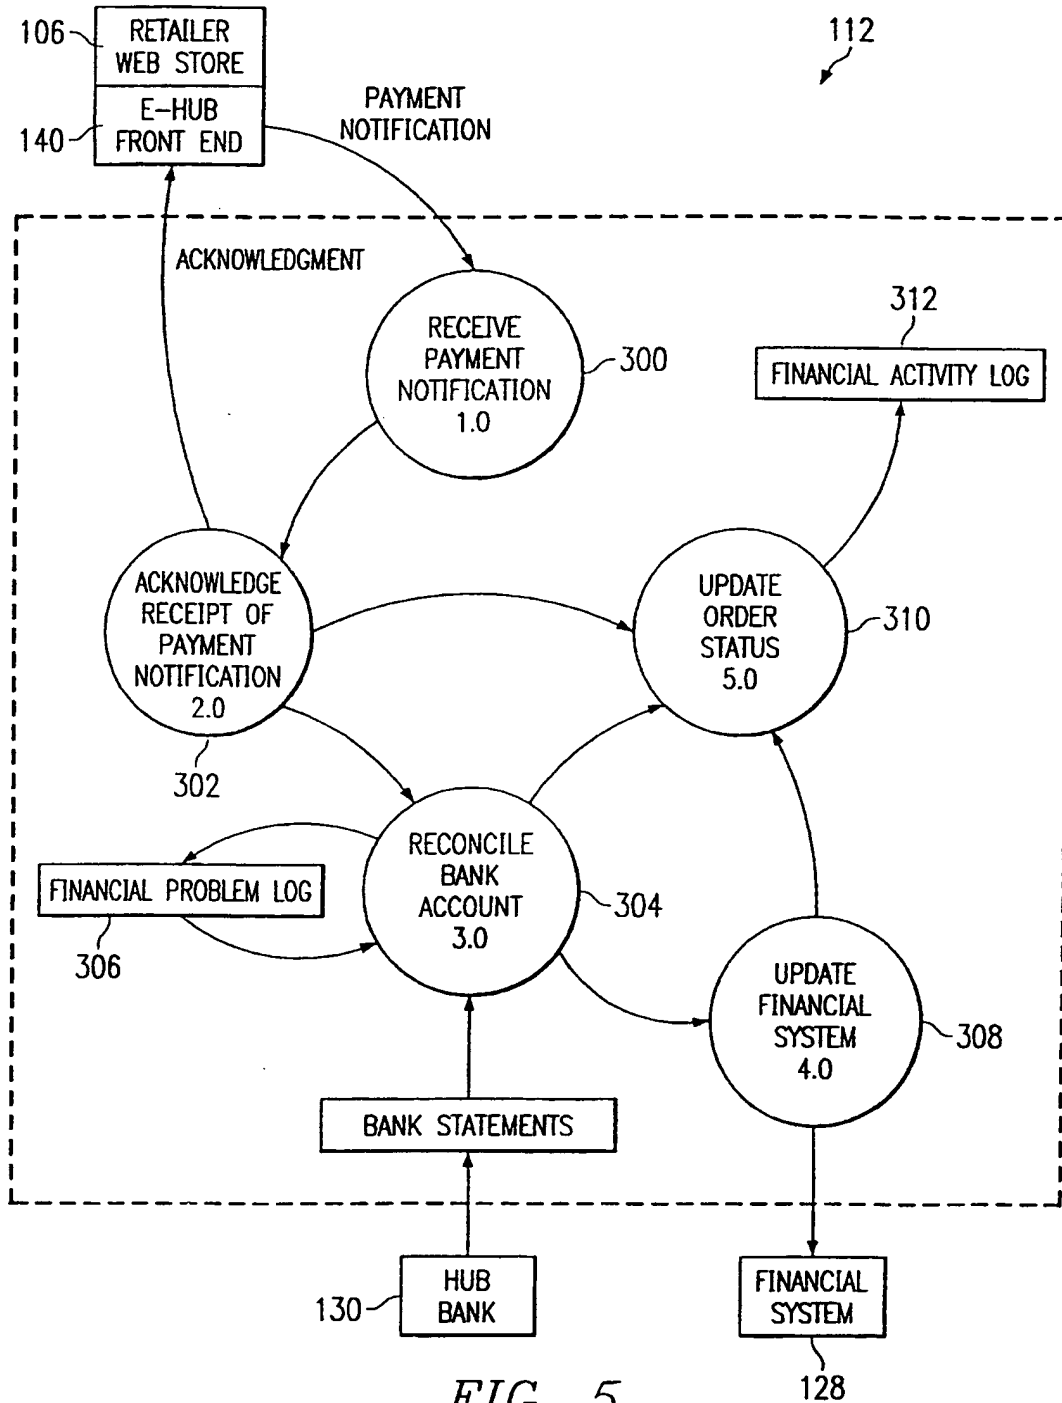 106
RETAILER
WEB STORE
112
140
E-HUB
FRONT END
PAYMENT
NOTIFICATION
ACKNOWLEDGMENT
RECEIVE
PAYMENT
NOTIFICATION
1.0
300
312
FINANCIAL ACTIVITY LOG
ACKNOWLEDGE
RECEIPT OF
PAYMENT
NOTIFICATION
2.0
302
UPDATE
ORDER
STATUS
5.0
310
RECONCILE
BANK
ACCOUNT
3.0
304
FINANCIAL PROBLEM LOG
306
UPDATE
FINANCIAL
SYSTEM
4.0
308
BANK STATEMENTS
130
HUB
BANK
FINANCIAL
SYSTEM
128
FIG. 5